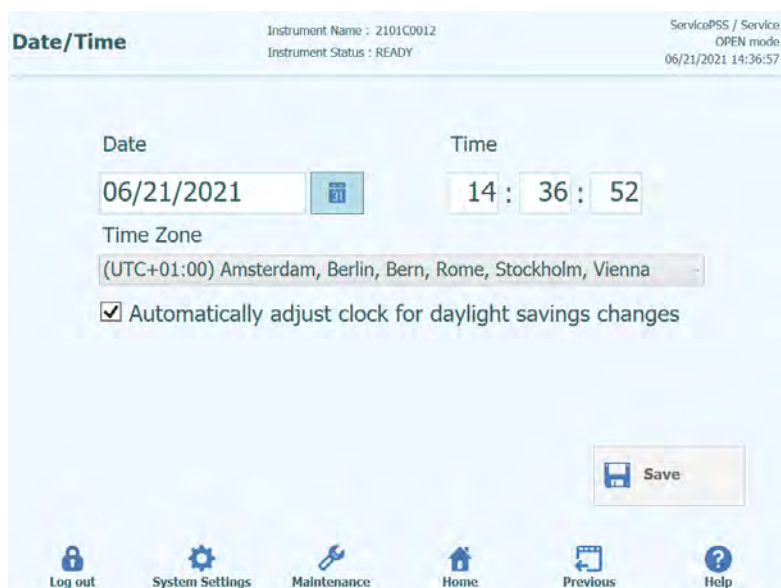 Date/Time
Instrument Name : 2101C0012
Instrument Status : READY
ServicePSS / Service
OPEN mode
06/21/2021 14:36:57
Date
Time
06/21/2021
31
14 : 36 : 52
Time Zone
(UTC+01:00) Amsterdam, Berlin, Bern, Rome, Stockholm, Vienna
Automatically adjust clock for daylight savings changes
Save
Log out
System Settings
Maintenance
Home
Previous
? Help